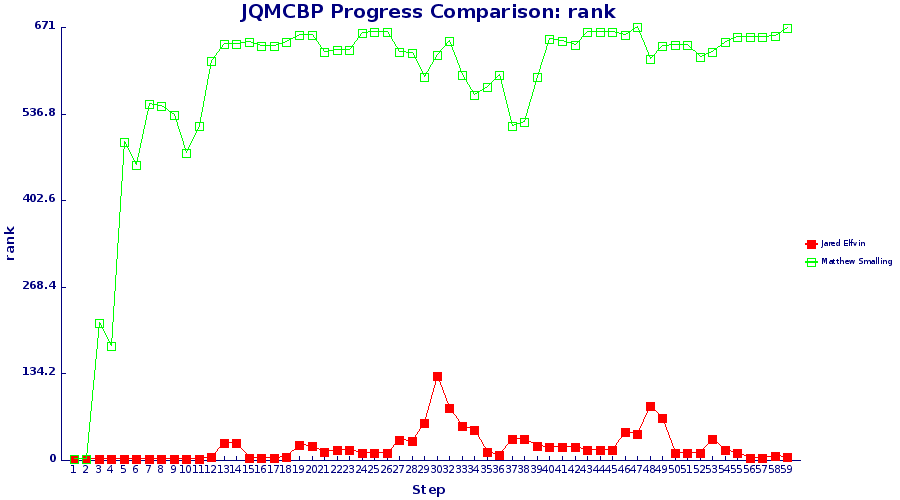 JQMCBP Progress Comparison: rank
671
536.8
402.6
268.4
134.2
0
rank
1 2 3 4 5 6 7 8 9 10 11 12 13 14 15 16 17 18 19 20 21 22 23 24 25 26 27 28 29 30 31 32 33 34 35 36 37 38 39 40 41 42 43 44 45 46 47 48 49 50 51 52 53 54 55 56 57 58 59
Step
Jared Elfvin
Matthew Smalling